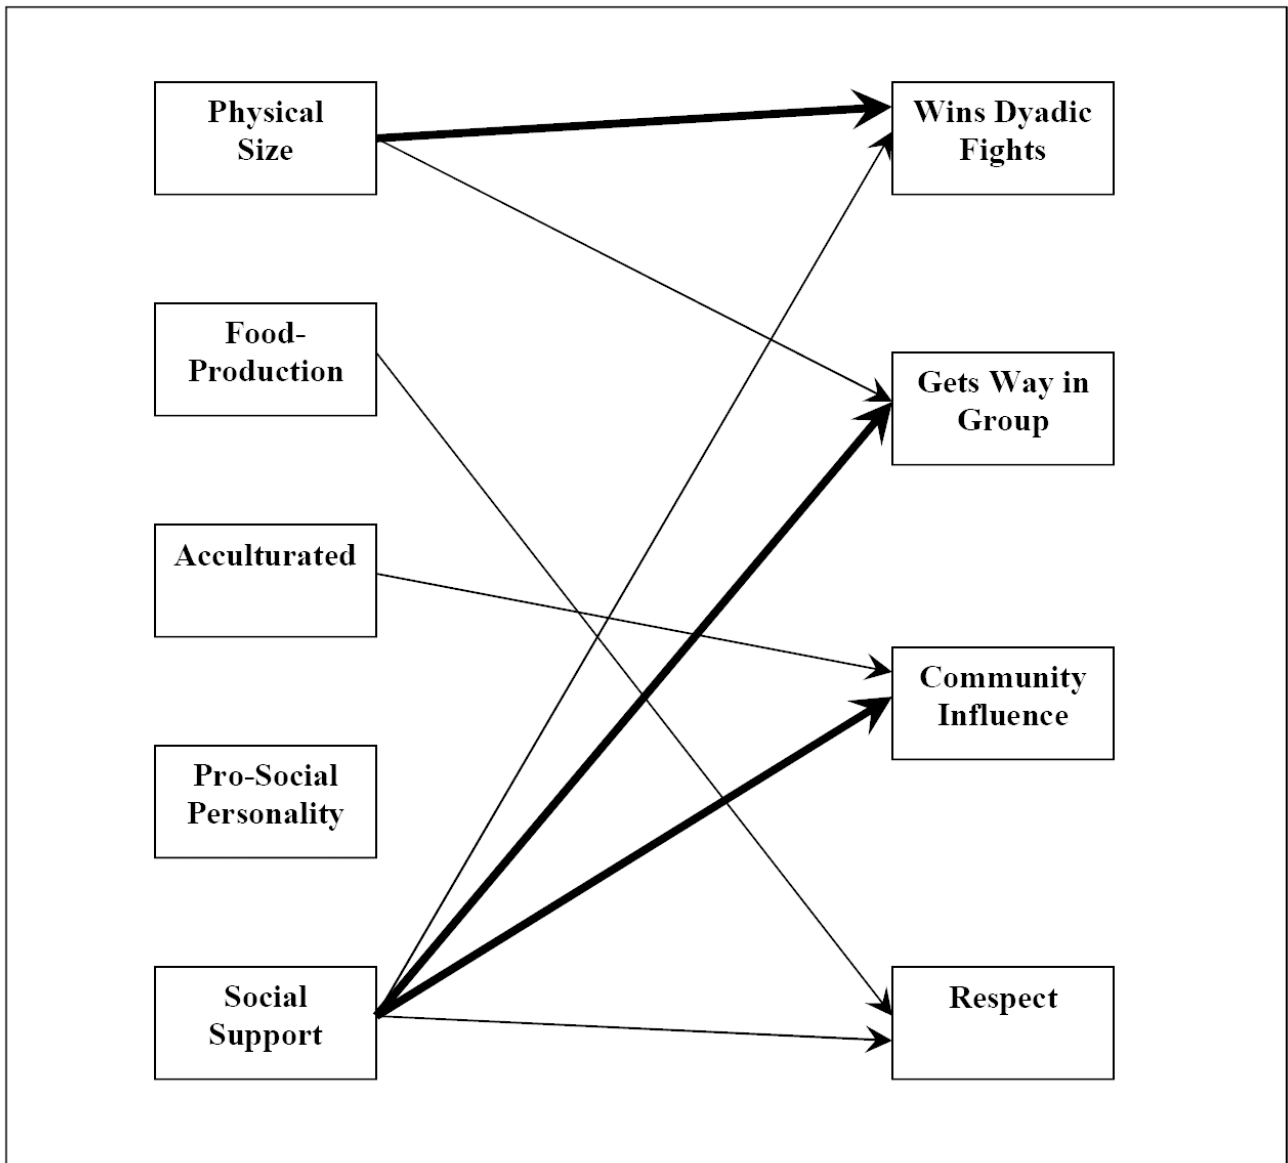 Physical
Size
Wins Dyadic
Fights
Food-
Production
Gets Way in
Group
Acculturated
Community
Influence
Pro-Social
Personality
Social
Support
Respect